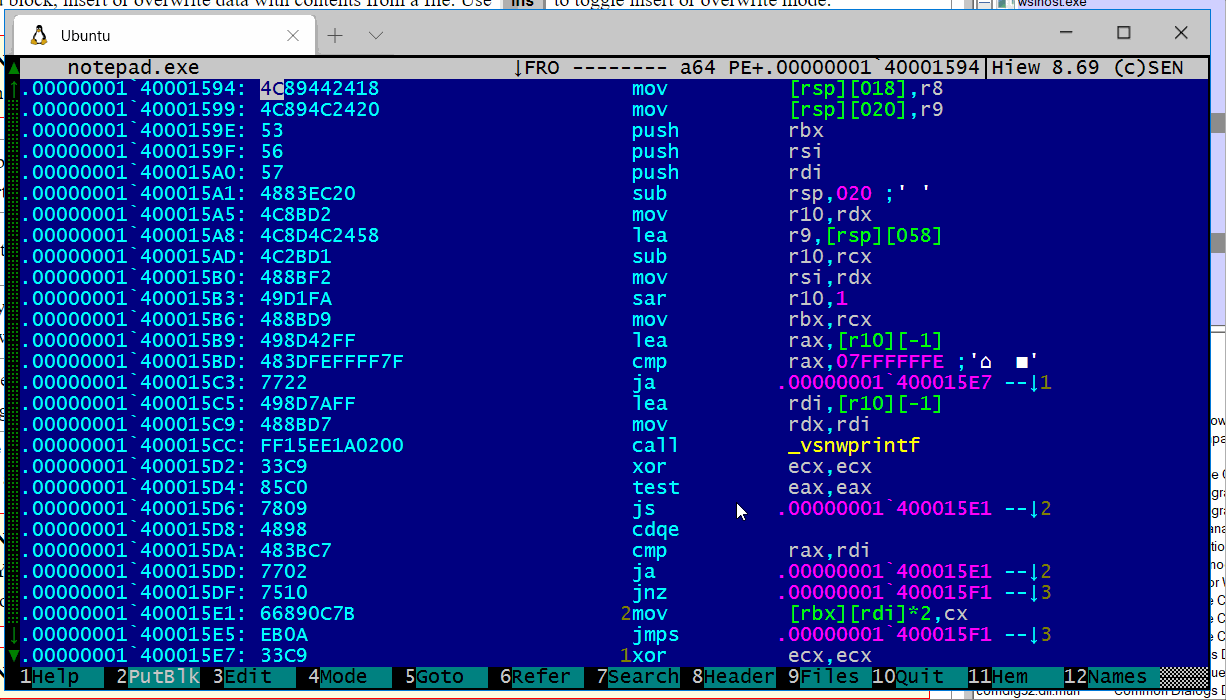 block, insert or overwrite data with contents from a file. Use ins to toggle insert or overwrite mode.
wslhost.exe
Ubuntu
notepad.exe ↓FRO -------- a64 PE+.00000001`40001594 Hiew 8.69 (c)SEN
.00000001`40001594: 4C89442418 mov [rsp][018],r8
.00000001`40001599: 4C894C2420 mov [rsp][020],r9
.00000001`4000159E: 53 push rbx
.00000001`4000159F: 56 push rsi
.00000001`400015A0: 57 push rdi
.00000001`400015A1: 4883EC20 sub rsp,020 ;' '
.00000001`400015A5: 4C8BD2 mov r10,rdx
.00000001`400015A8: 4C8D4C2458 lea r9,[rsp][058]
.00000001`400015AD: 4C2BD1 sub r10,rcx
.00000001`400015B0: 488BF2 mov rsi,rdx
.00000001`400015B3: 49D1FA sar r10,1
.00000001`400015B6: 488BD9 mov rbx,rcx
.00000001`400015B9: 498D42FF lea rax,[r10][-1]
.00000001`400015BD: 483DFEFFFF7F cmp rax,07FFFFFFE ;'⌂ ■'
.00000001`400015C3: 7722 ja .00000001`400015E7 --↓1
.00000001`400015C5: 498D7AFF lea rdi,[r10][-1]
.00000001`400015C9: 488BD7 mov rdx,rdi
.00000001`400015CC: FF15EE1A0200 call _vsnwprintf
.00000001`400015D2: 33C9 xor ecx,ecx
.00000001`400015D4: 85C0 test eax,eax
.00000001`400015D6: 7809 js .00000001`400015E1 --↓2
.00000001`400015D8: 4898 cdqe
.00000001`400015DA: 483BC7 cmp rax,rdi
.00000001`400015DD: 7702 ja .00000001`400015E1 --↓2
.00000001`400015DF: 7510 jnz .00000001`400015F1 --↓3
.00000001`400015E1: 66890C7B 2mov [rbx][rdi]*2,cx
.00000001`400015E5: EB0A jmps .00000001`400015F1 --↓3
.00000001`400015E7: 33C9 1xor ecx,ecx
1Help 2PutBlk 3Edit 4Mode 5Goto 6Refer 7Search 8Header 9Files 10Quit 11Hem 12Names